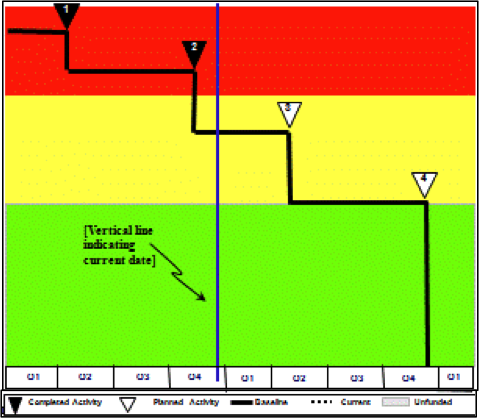 1
2
3
4
[Vertical line
indicating
current date]
Q1 Q2 Q3 Q4 Q1 Q2 Q3 Q4 Q1
Completed Activity Planned Activity Baseline Current Unfunded